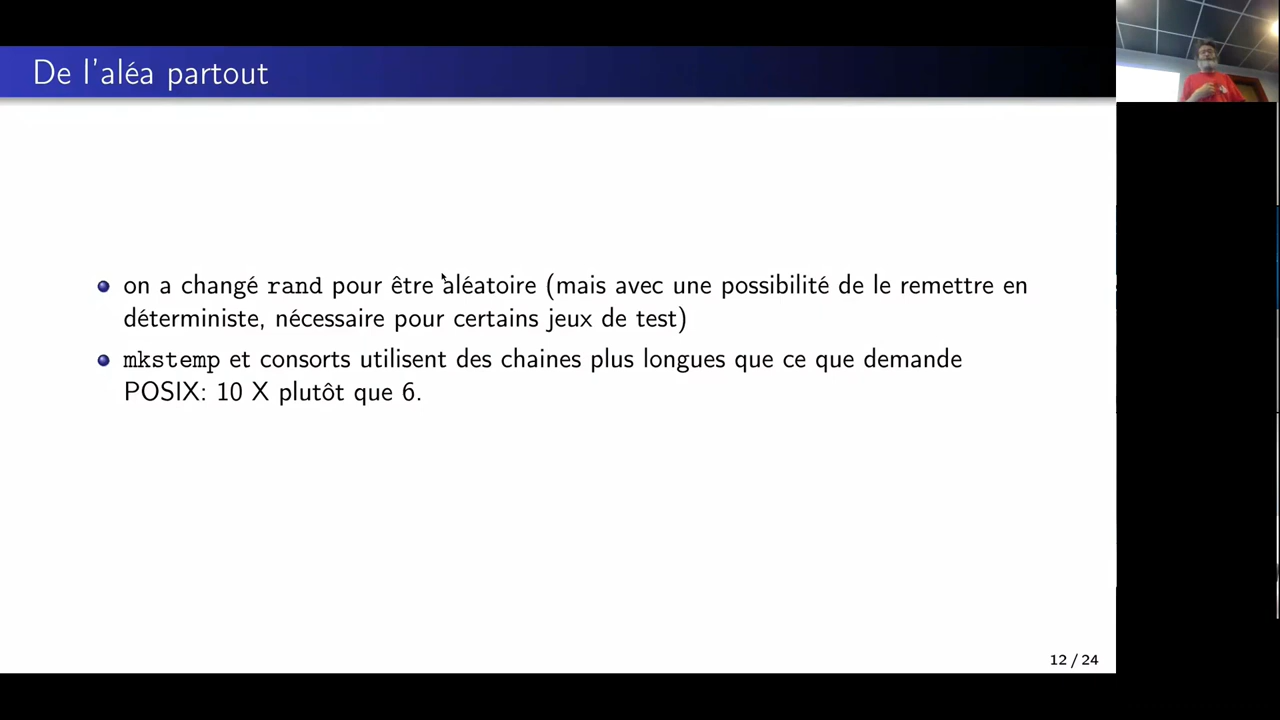 De l'aléa partout
on a changé rand pour être aléatoire (mais avec une possibilité de le remettre en
déterministe, nécessaire pour certains jeux de test)
mkstemp et consorts utilisent des chaines plus longues que ce que demande
POSIX: 10 X plutôt que 6.
12 / 24